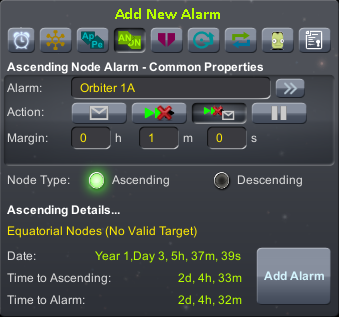 Add New Alarm
Ap Pe AN DN
Ascending Node Alarm - Common Properties
Alarm: Orbiter 1A
Action:
Margin: 0 h 1 m 0 s
Node Type: Ascending Descending
Ascending Details...
Equatorial Nodes (No Valid Target)
Date: Year 1,Day 3, 5h, 37m, 39s
Time to Ascending: 2d, 4h, 33m
Time to Alarm: 2d, 4h, 32m
Add Alarm